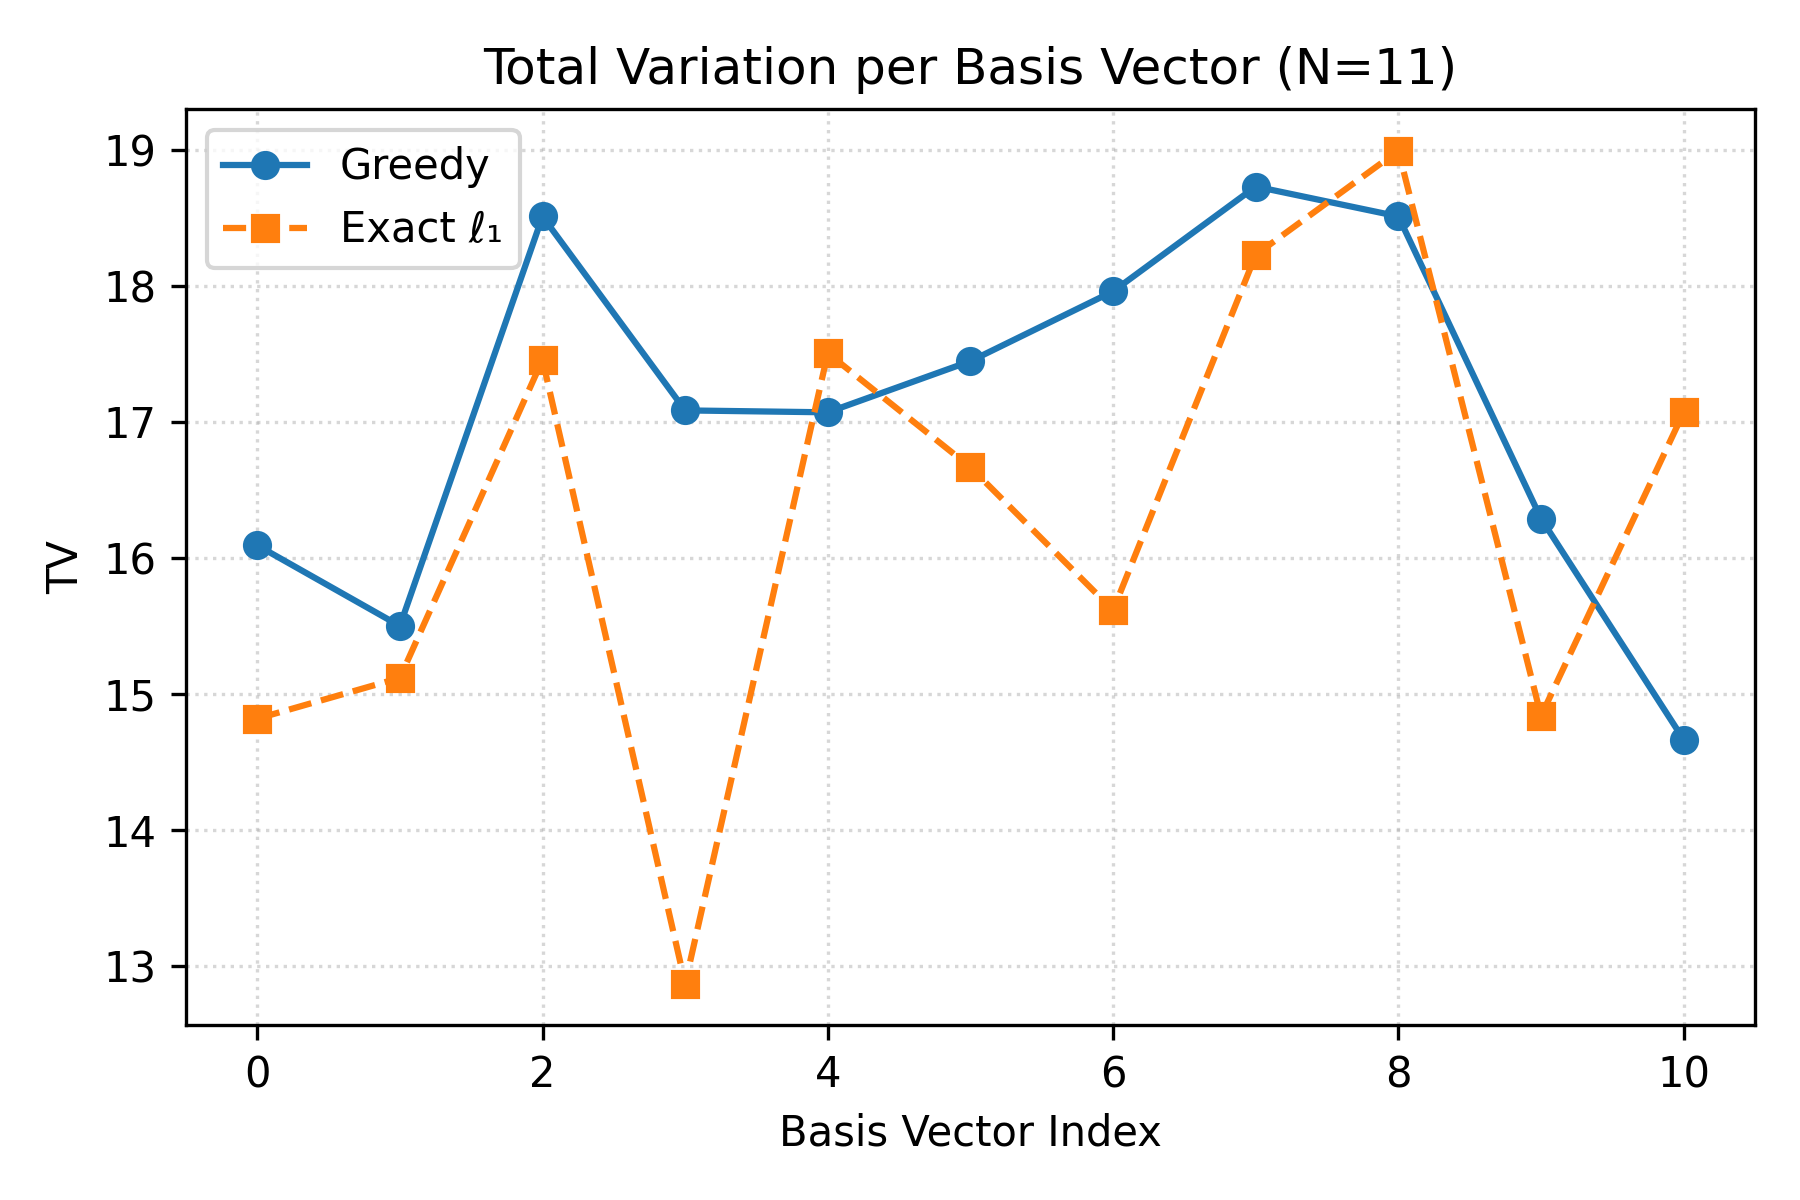 Total Variation per Basis Vector (N=11)
Greedy
Exact ℓ₁
TV
19
18
17
16
15
14
13
0 2 4 6 8 10
Basis Vector Index